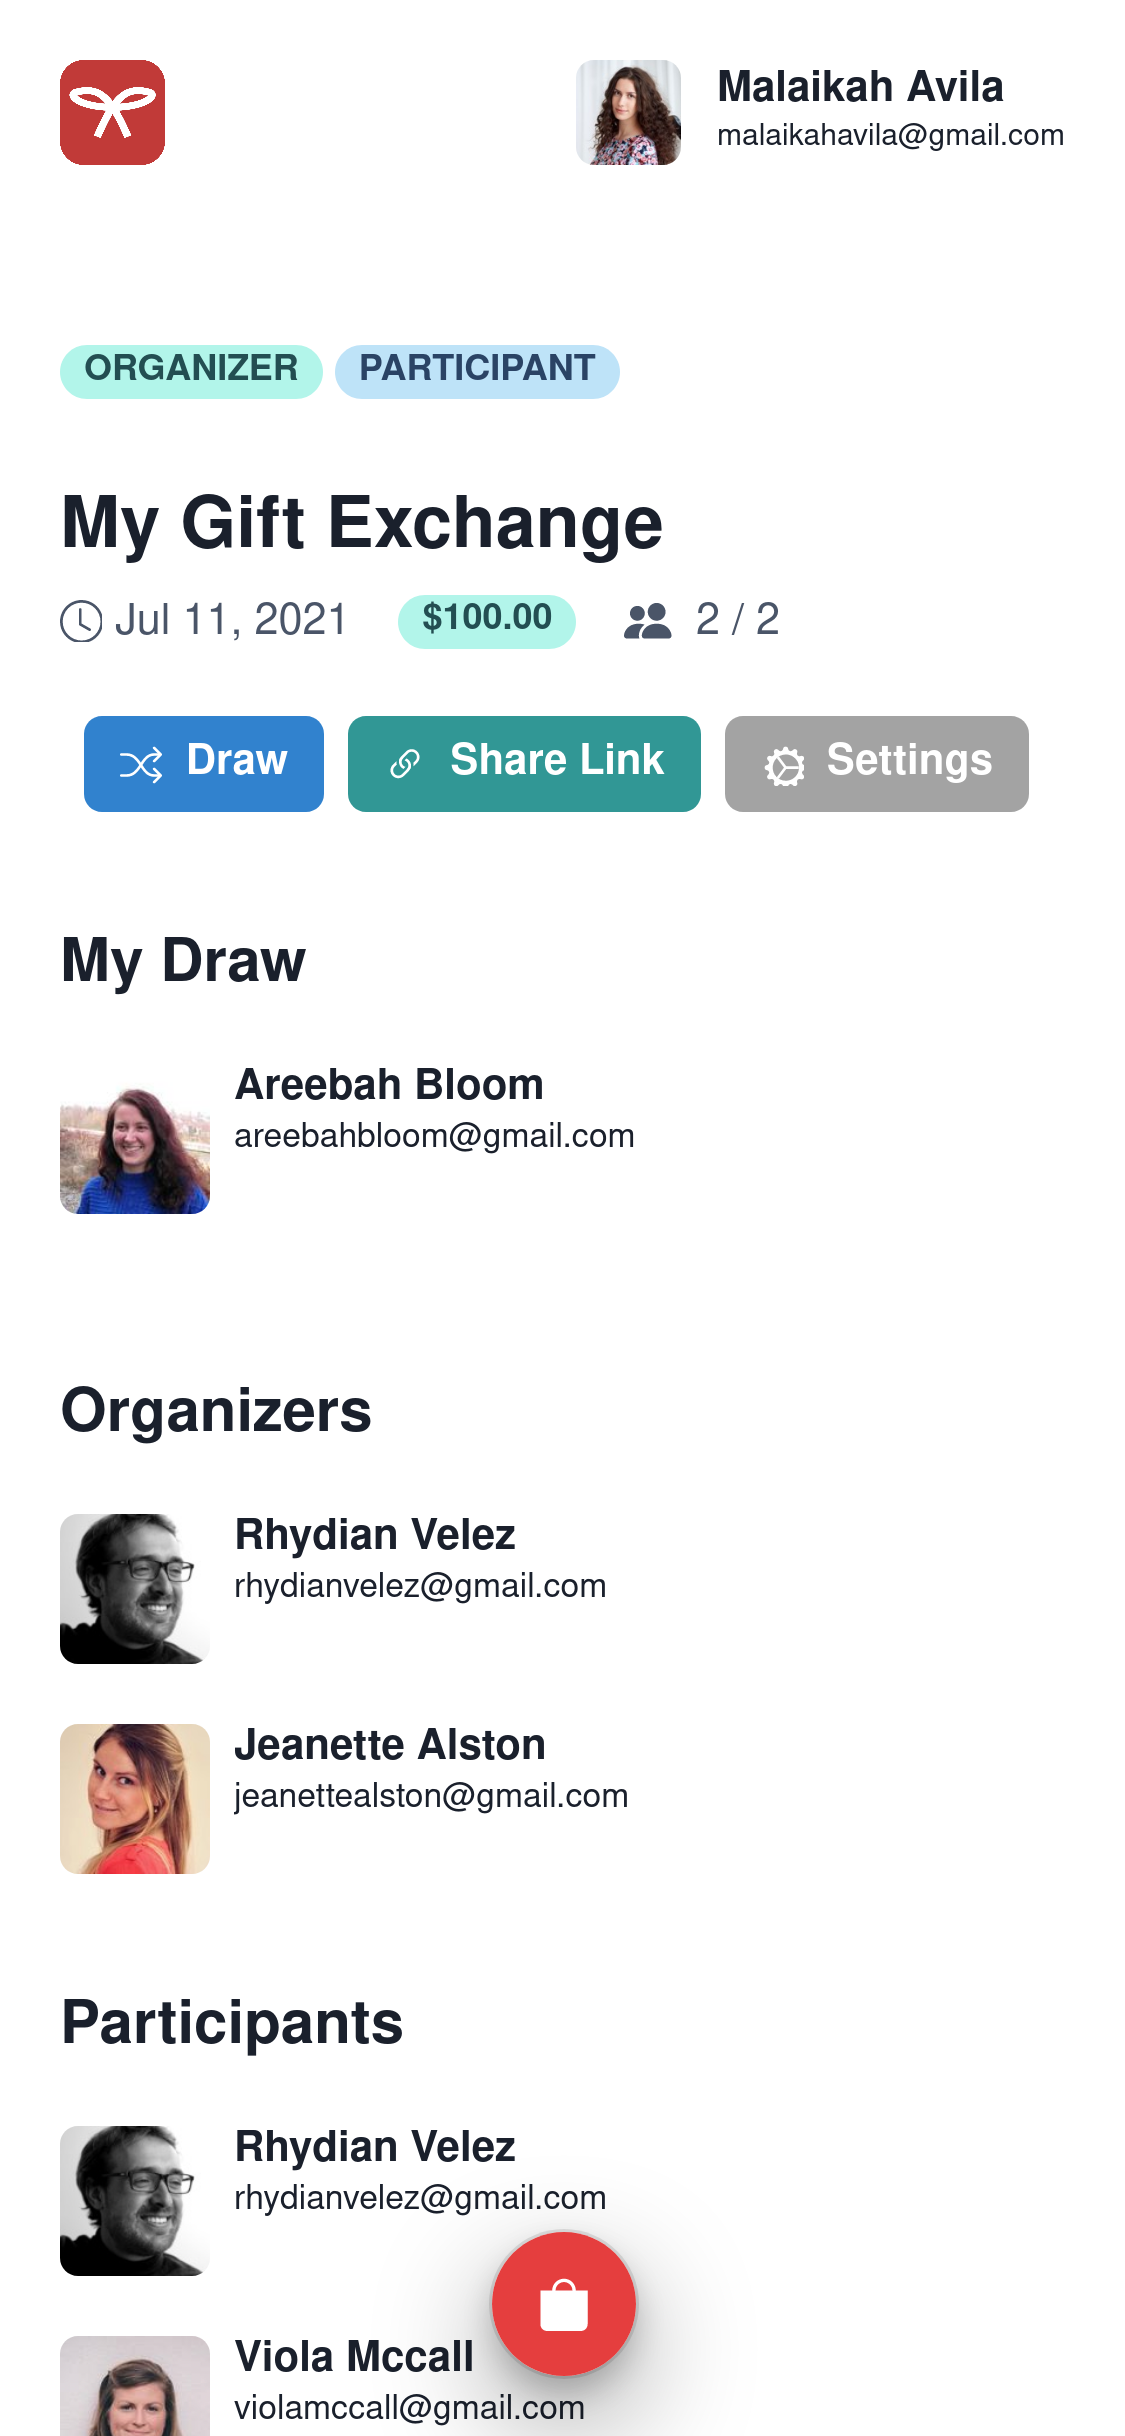 Malaikah Avila
malaikahavila@gmail.com
ORGANIZER PARTICIPANT
My Gift Exchange
Jul 11, 2021 $100.00 2 / 2
Draw Share Link Settings
My Draw
Areebah Bloom
areebahbloom@gmail.com
Organizers
Rhydian Velez
rhydianvelez@gmail.com
Jeanette Alston
jeanettealston@gmail.com
Participants
Rhydian Velez
rhydianvelez@gmail.com
Viola Mccall
violamccall@gmail.com